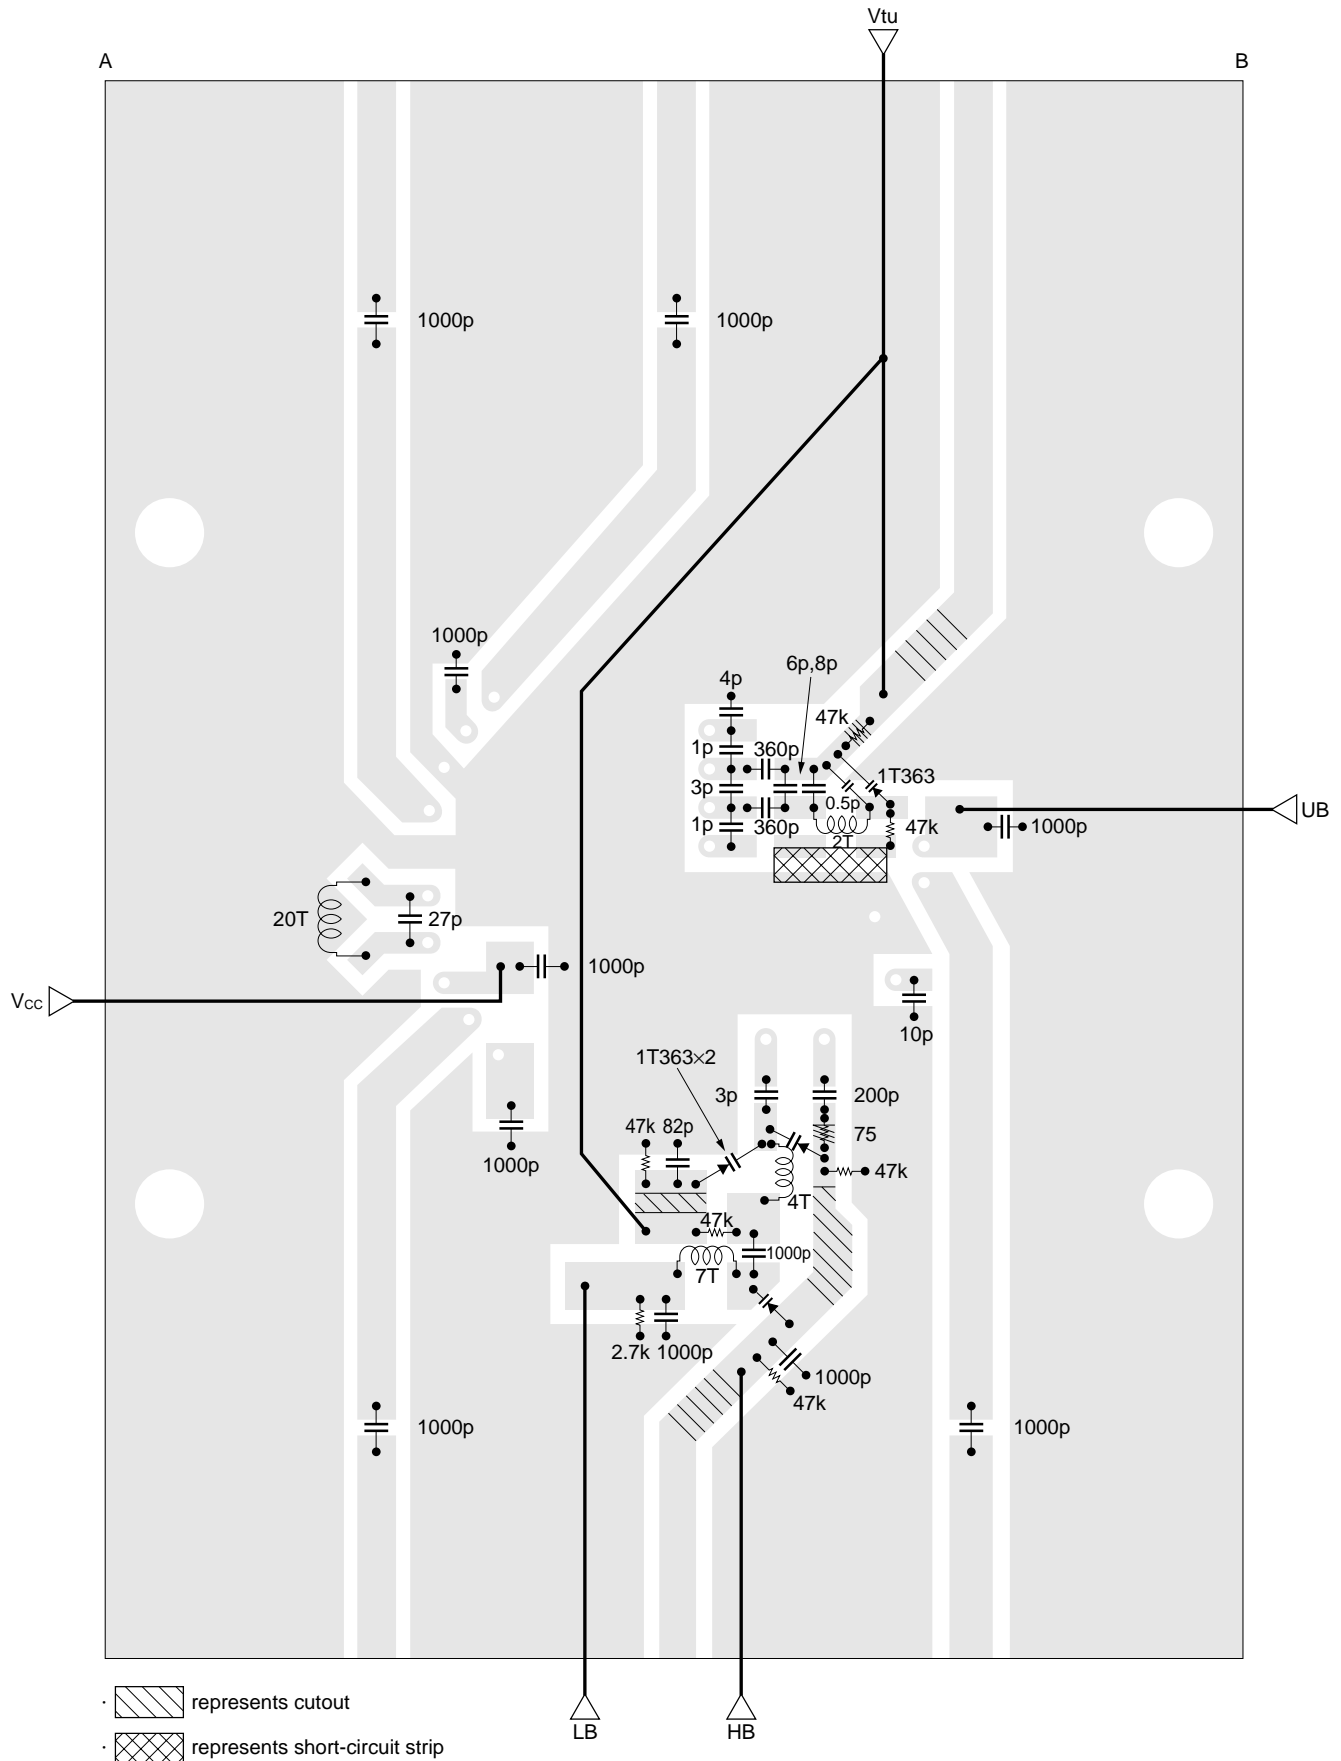 Vtu
A
B
1000p
1000p
1000p
6p,8p
4p
47k
1p
360p
1T363
3p
0.5p
UB
1p
360p
47k
1000p
2T
20T
27p
1000p
VCC
10p
1T363×2
3p
200p
47k
82p
75
1000p
47k
4T
47k
1000p
7T
2.7k
1000p
1000p
47k
1000p
1000p
· represents cutout
LB
HB
· represents short-circuit strip